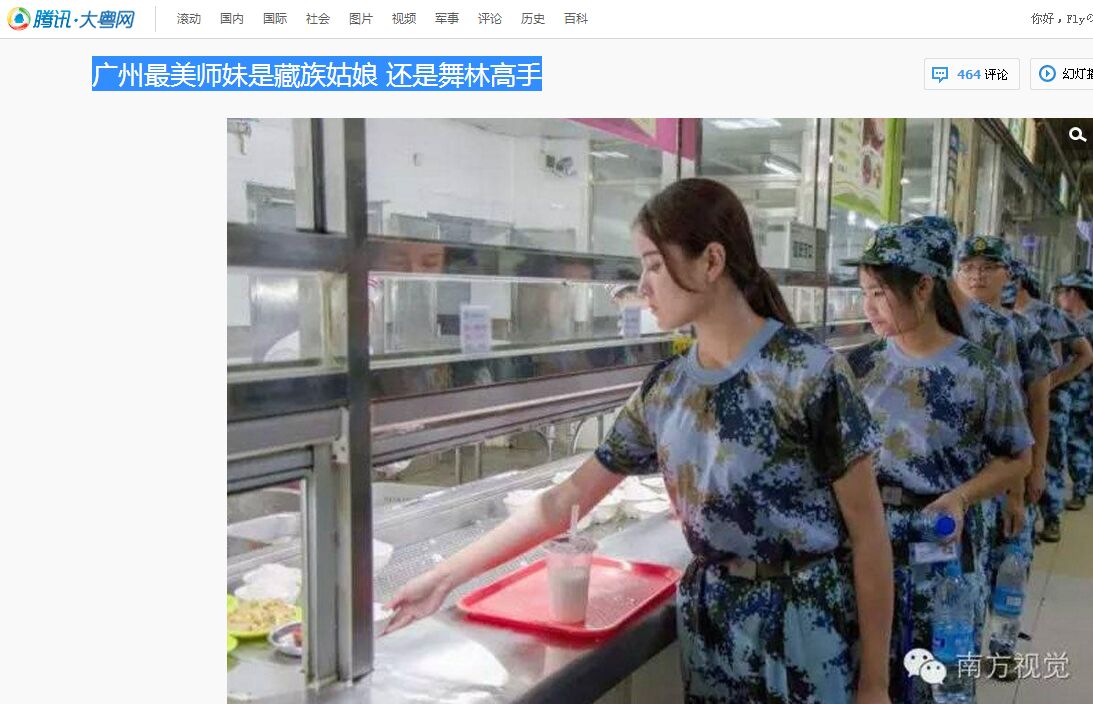 腾讯·大粤网
滚动 国内 国际 社会 图片 视频 军事 评论 历史 百科
你好，Fly
广州最美师妹是藏族姑娘 还是舞林高手
464 评论
幻灯播
南方视觉